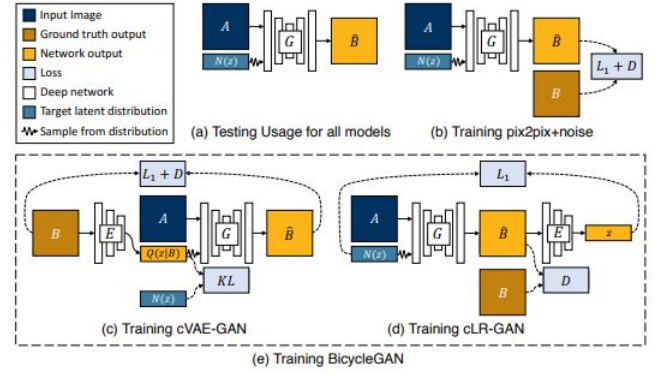 Input Image
Ground truth output
Network output
Loss
Deep network
Target latent distribution
Sample from distribution
A
N(z)
G
B̂
(a) Testing Usage for all models
A
N(z)
G
B̂
B
L₁ + D
(b) Training pix2pix+noise
L₁ + D
B
E
A
Q(z|B)
G
B̂
KL
N(z)
(c) Training cVAE-GAN
L₁
A
N(z)
G
B̂
E
z
B
D
(d) Training cLR-GAN
(e) Training BicycleGAN